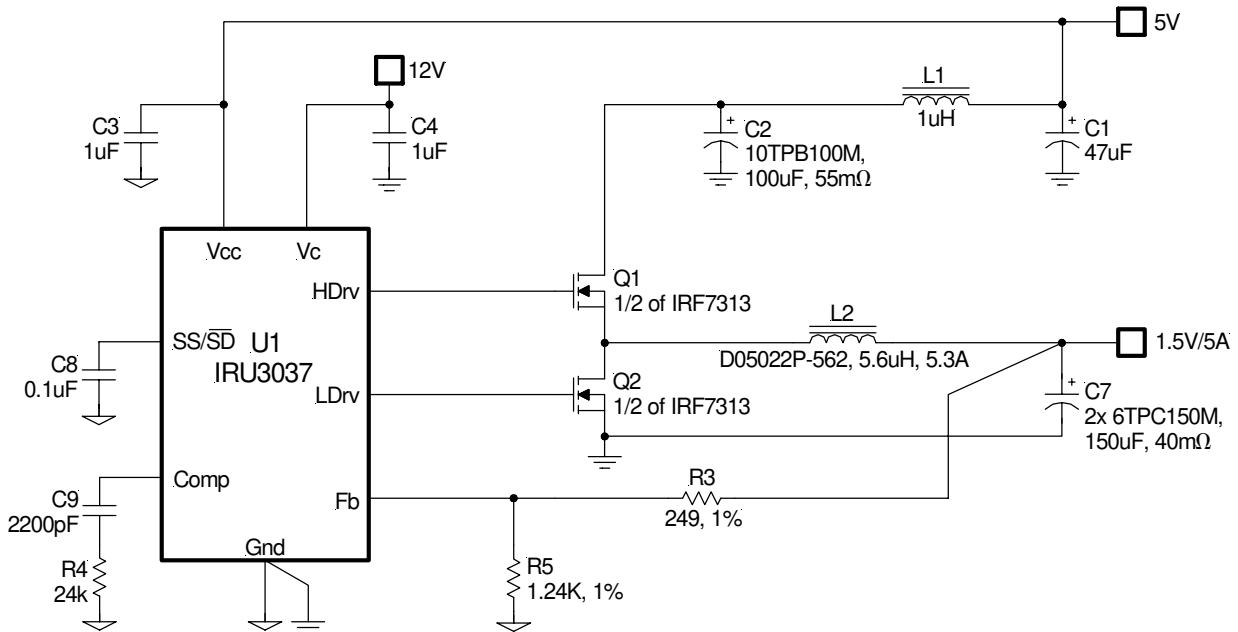 5V
12V
L1
1uH
C3
1uF
C4
1uF
C2
10TPB100M,
100uF, 55mΩ
C1
47uF
Vcc
Vc
HDrv
Q1
1/2 of IRF7313
SS/SD
U1
IRU3037
C8
0.1uF
L2
D05022P-562, 5.6uH, 5.3A
1.5V/5A
LDrv
Q2
1/2 of IRF7313
C7
2x 6TPC150M,
150uF, 40mΩ
Comp
Fb
C9
2200pF
R3
249, 1%
Gnd
R4
24k
R5
1.24K, 1%